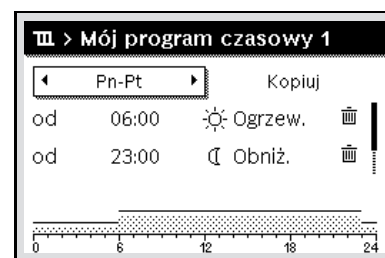 > Mój program czasowy 1
Pn-Pt Kopiuj
od 06:00 Ogrzew.
od 23:00 Obniż.
0 6 12 18 24